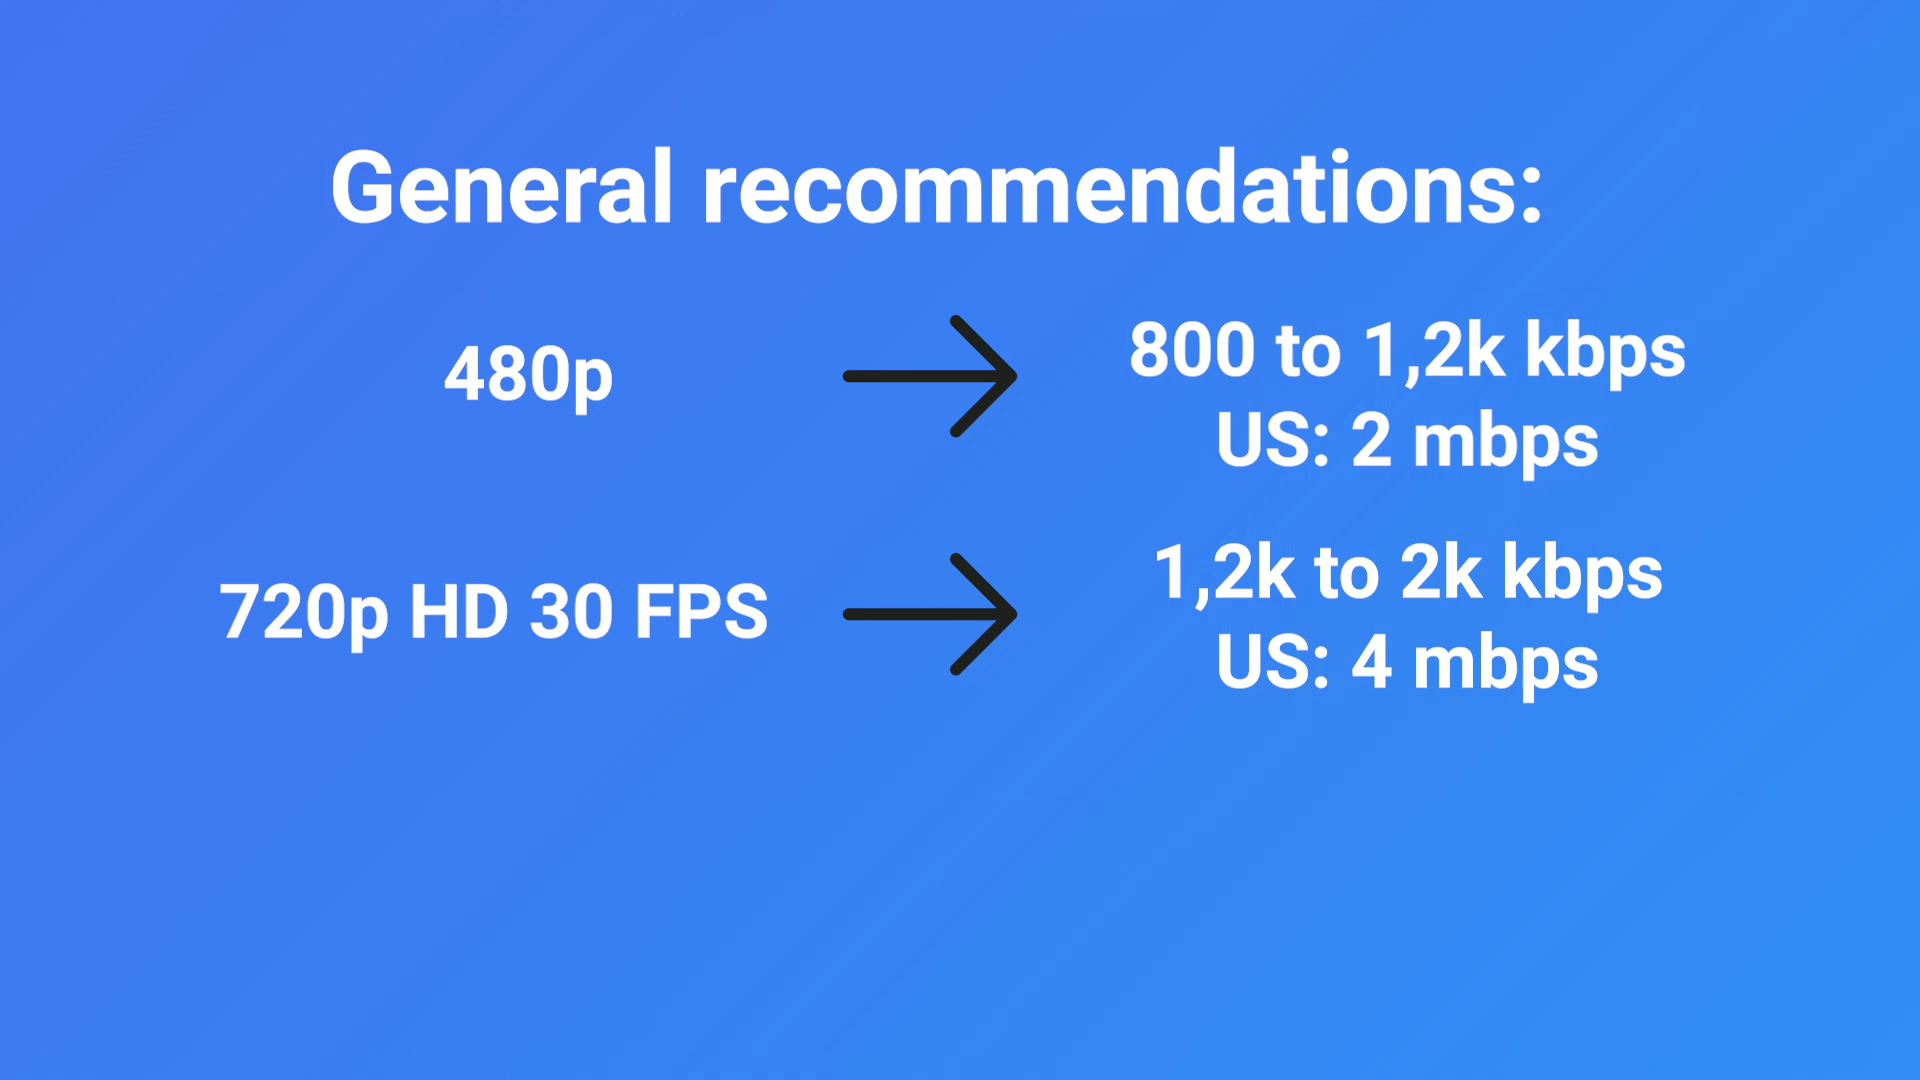 General recommendations:
480p
800 to 1,2k kbps
US: 2 mbps
720p HD 30 FPS
1,2k to 2k kbps
US: 4 mbps